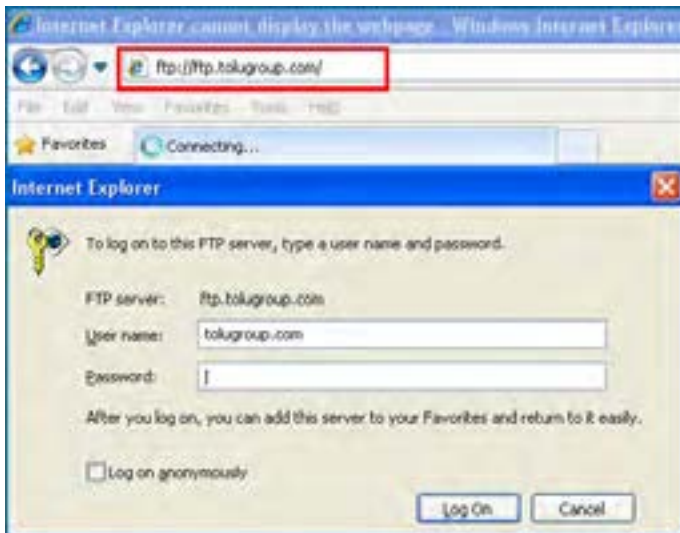 Internet Explorer cannot display the webpage - Windows Internet Explorer
ftp://ftp.tolugroup.com/
File Edit View Favorites Tools Help
Favorites Connecting...
Internet Explorer
To log on to this FTP server, type a user name and password.
FTP server: ftp.tolugroup.com
User name: tolugroup.com
Password:
After you log on, you can add this server to your Favorites and return to it easily.
Log on anonymously
Log On Cancel